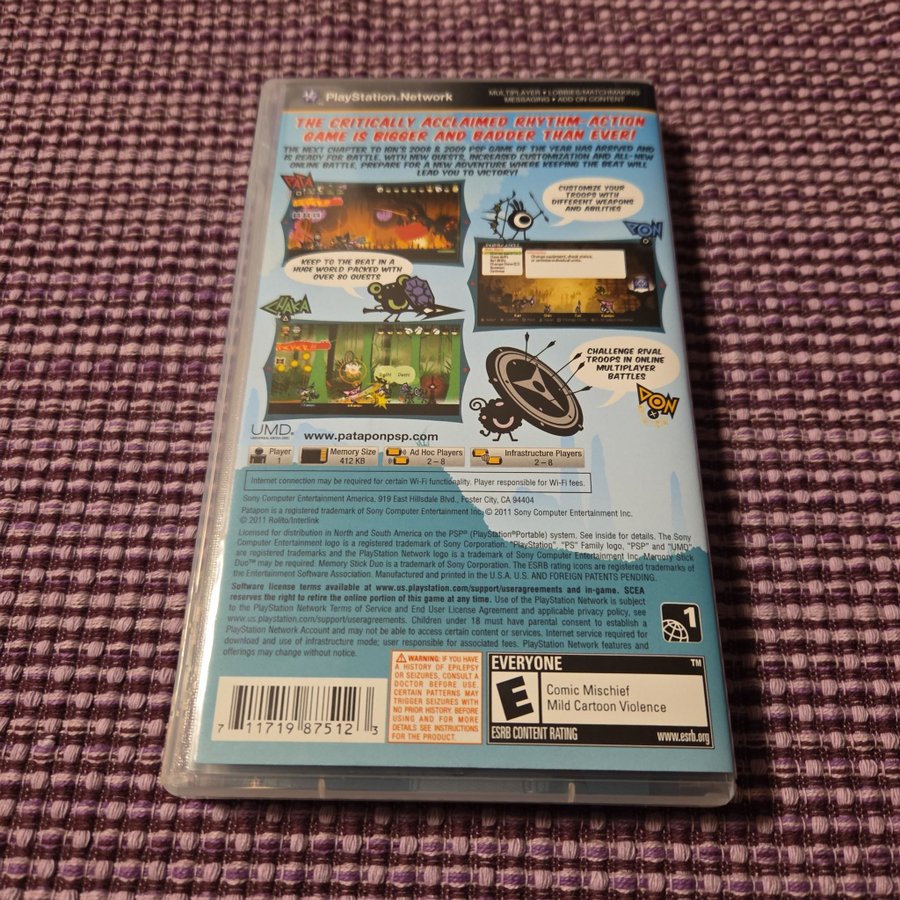 PlayStation®Network
MULTIPLAYER • LOBBIES/MATCHMAKING
MESSAGING • ADD ON CONTENT
THE CRITICALLY ACCLAIMED RHYTHM-ACTION
GAME IS BIGGER AND BADDER THAN EVER!
THE NEXT CHAPTER TO IGN'S 2008 & 2009 PSP GAME OF THE YEAR HAS ARRIVED AND
IS READY FOR BATTLE. WITH NEW QUESTS, INCREASED CUSTOMIZATION AND ALL-NEW
ONLINE BATTLE, PREPARE FOR A NEW ADVENTURE WHERE KEEPING THE BEAT WILL
LEAD YOU TO VICTORY!
PATA
CUSTOMIZE YOUR
TROOPS WITH
DIFFERENT WEAPONS
AND ABILITIES
PON
KEEP TO THE BEAT IN A
HUGE WORLD PACKED WITH
OVER 80 QUESTS
Change equipment, check status,
CHAKA
CHALLENGE RIVAL
TROOPS IN ONLINE
MULTIPLAYER
BATTLES
DON
UMD™
www.pataponpsp.com
Player
1
Memory Size
412 KB
Ad Hoc Players
2 – 8
Infrastructure Players
2 – 8
Internet connection may be required for certain Wi-Fi functionality. Player responsible for Wi-Fi fees.
Sony Computer Entertainment America, 919 East Hillsdale Blvd., Foster City, CA 94404
Patapon is a registered trademark of Sony Computer Entertainment Inc. © 2011 Sony Computer Entertainment Inc.
© 2011 Rolito/Interlink
Licensed for distribution in North and South America on the PSP® (PlayStation®Portable) system. See inside for details. The Sony
Computer Entertainment logo is a registered trademark of Sony Corporation. "PlayStation", "PS" Family logo, "PSP" and "UMD"
are registered trademarks and the PlayStation Network logo is a trademark of Sony Computer Entertainment Inc. Memory Stick
Duo™ may be required. Memory Stick Duo is a trademark of Sony Corporation. The ESRB rating icons are registered trademarks of
the Entertainment Software Association. Manufactured and printed in the U.S.A. U.S. AND FOREIGN PATENTS PENDING.
Software license terms available at www.us.playstation.com/support/useragreements and in-game. SCEA
reserves the right to retire the online portion of this game at any time. Use of the PlayStation Network is subject
to the PlayStation Network Terms of Service and End User License Agreement and applicable privacy policy, see
www.us.playstation.com/support/useragreements. Children under 18 must have parental consent to establish a
PlayStation Network Account and may not be able to access certain content or services. Internet service required for
download and use of infrastructure mode; user responsible for associated fees. PlayStation Network features and
offerings may change without notice.
1
WARNING: IF YOU HAVE
A HISTORY OF EPILEPSY
OR SEIZURES, CONSULT A
DOCTOR BEFORE USE.
CERTAIN PATTERNS MAY
TRIGGER SEIZURES WITH
NO PRIOR HISTORY. BEFORE
USING AND FOR MORE
DETAILS SEE INSTRUCTIONS
FOR THE PRODUCT.
7 11719 87512 3
EVERYONE ™
E
Comic Mischief
Mild Cartoon Violence
ESRB CONTENT RATING www.esrb.org